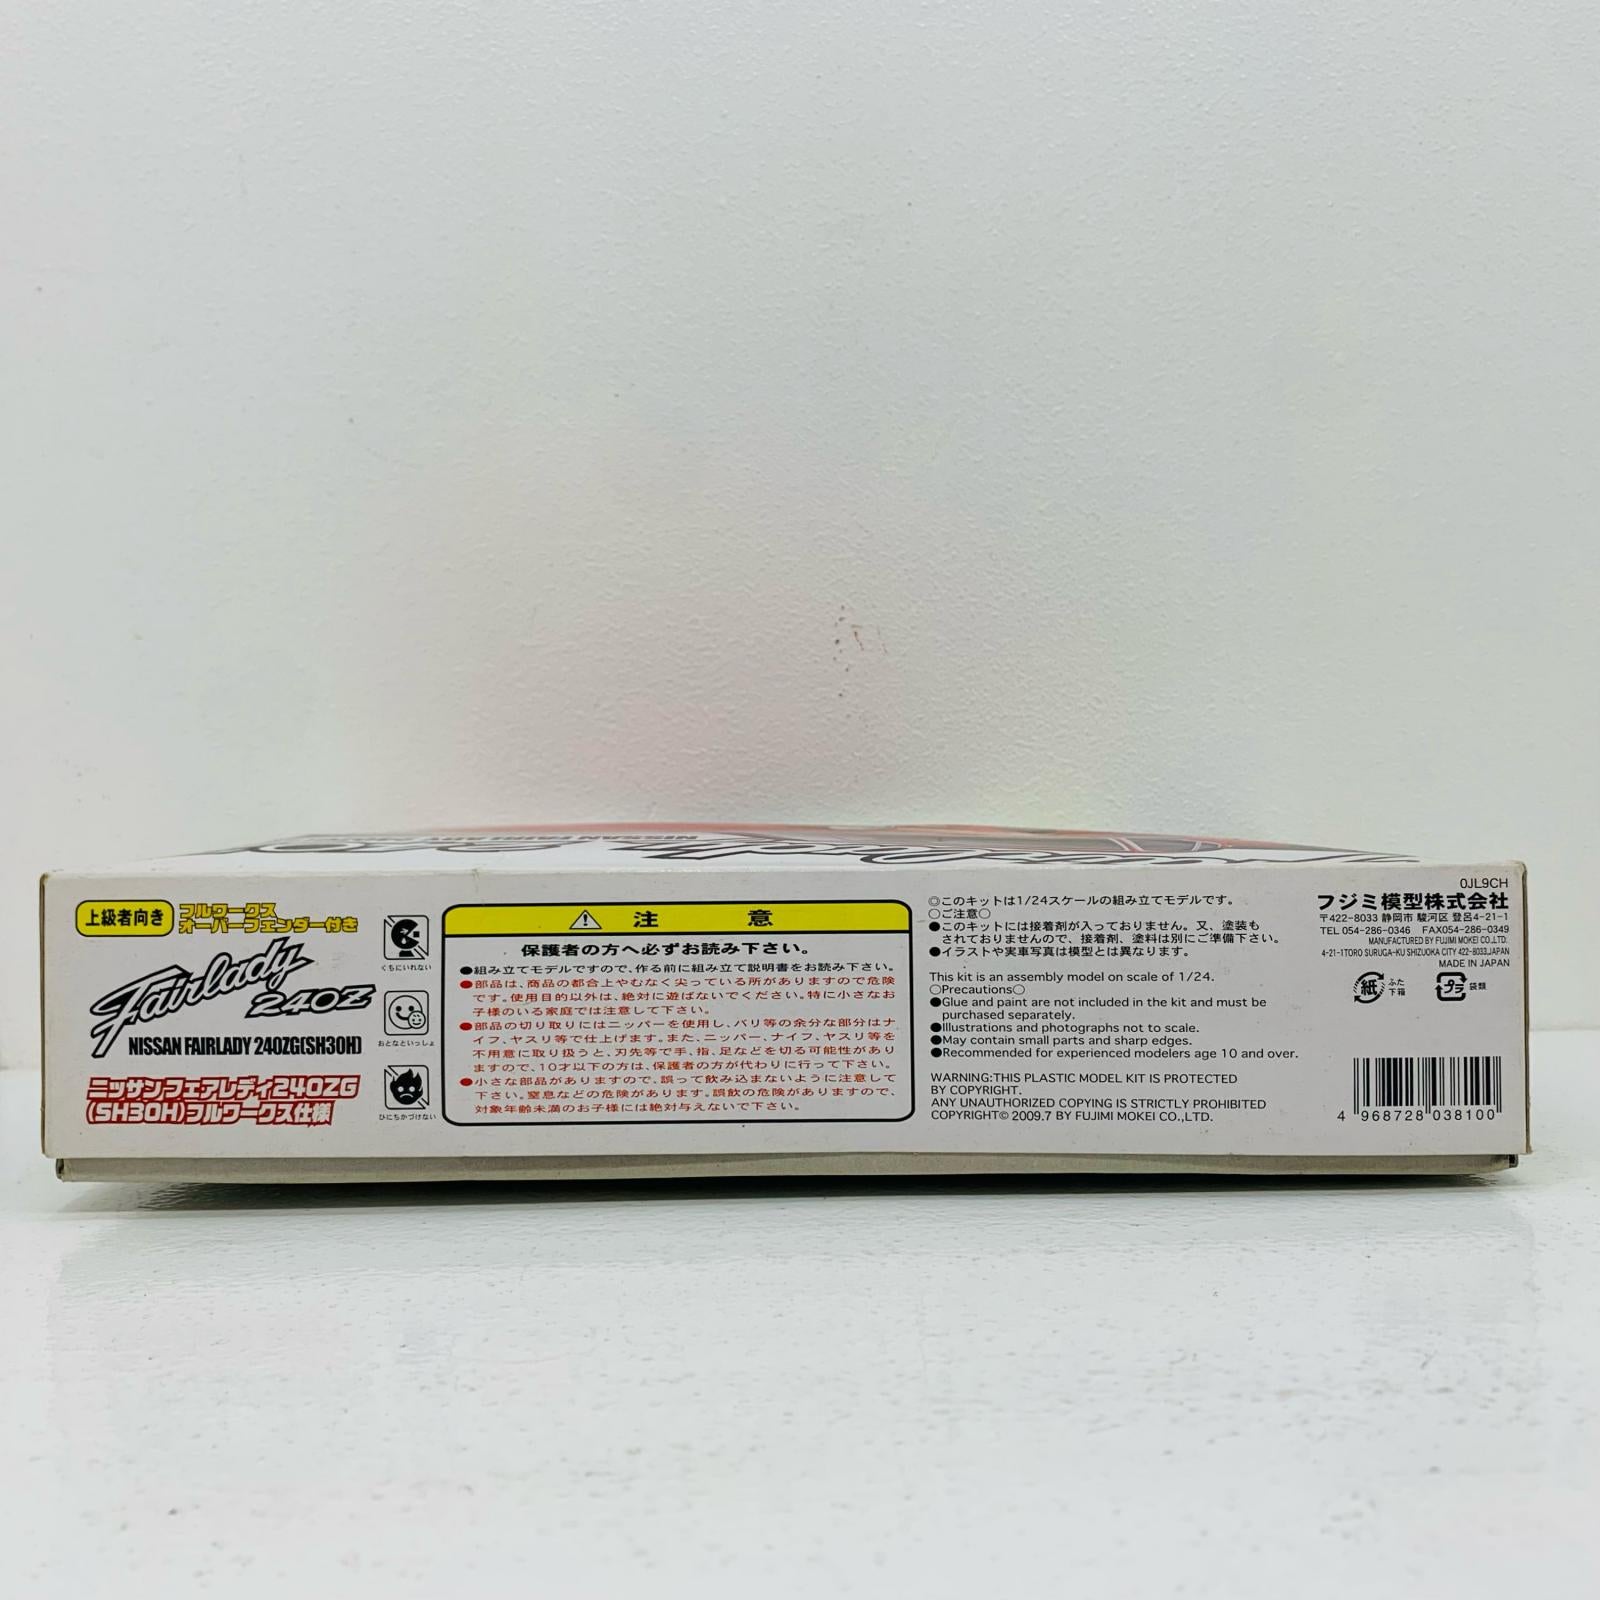 上級者向き
フルワークス
オーバーフェンダー付き
Fairlady
240Z
NISSAN FAIRLADY 240ZG(SH30H)
ニッサンフェアレディ240ZG
(SH30H)フルワークス仕様
くちにいれない
おとなといっしょ
ひにちかづけない
注 意
保護者の方へ必ずお読み下さい。
●組み立てモデルですので、作る前に組み立て説明書をお読み下さい。
●部品は、商品の都合上やむなく尖っている所がありますので危険
です。使用目的以外は、絶対に遊ばないでください。特に小さなお
子様のいる家庭では注意して下さい。
●部品の切り取りにはニッパーを使用し、バリ等の余分な部分はナ
イフ、ヤスリ等で仕上げます。また、ニッパー、ナイフ、ヤスリ等を
不用意に取り扱うと、刃先等で手、指、足などを切る可能性があり
ますので、10才以下の方は、保護者の方が代わりに行って下さい。
●小さな部品がありますので、誤って飲み込まないように注意して
下さい。窒息などの危険があります。誤飲の危険がありますので、
対象年齢未満のお子様には絶対与えないで下さい。
◎このキットは1/24スケールの組み立てモデルです。
○ご注意○
●このキットには接着剤が入っておりません。又、塗装も
されておりませんので、接着剤、塗料は別にご準備下さい。
●イラストや実車写真は模型とは異なります。
This kit is an assembly model on scale of 1/24.
○Precautions○
●Glue and paint are not included in the kit and must be
purchased separately.
●Illustrations and photographs not to scale.
●May contain small parts and sharp edges.
●Recommended for experienced modelers age 10 and over.
WARNING:THIS PLASTIC MODEL KIT IS PROTECTED
BY COPYRIGHT.
ANY UNAUTHORIZED COPYING IS STRICTLY PROHIBITED
COPYRIGHT© 2009.7 BY FUJIMI MOKEI CO.,LTD.
0JL9CH
フジミ模型株式会社
〒422-8033 静岡市 駿河区 登呂4-21-1
TEL 054-286-0346 FAX054-286-0349
MANUFACTURED BY FUJIMI MOKEI CO.,LTD.
4-21-1TORO SURUGA-KU SHIZUOKA CITY 422-8033,JAPAN
MADE IN JAPAN
紙 ふた
下箱
プラ 袋類
4 968728 038100